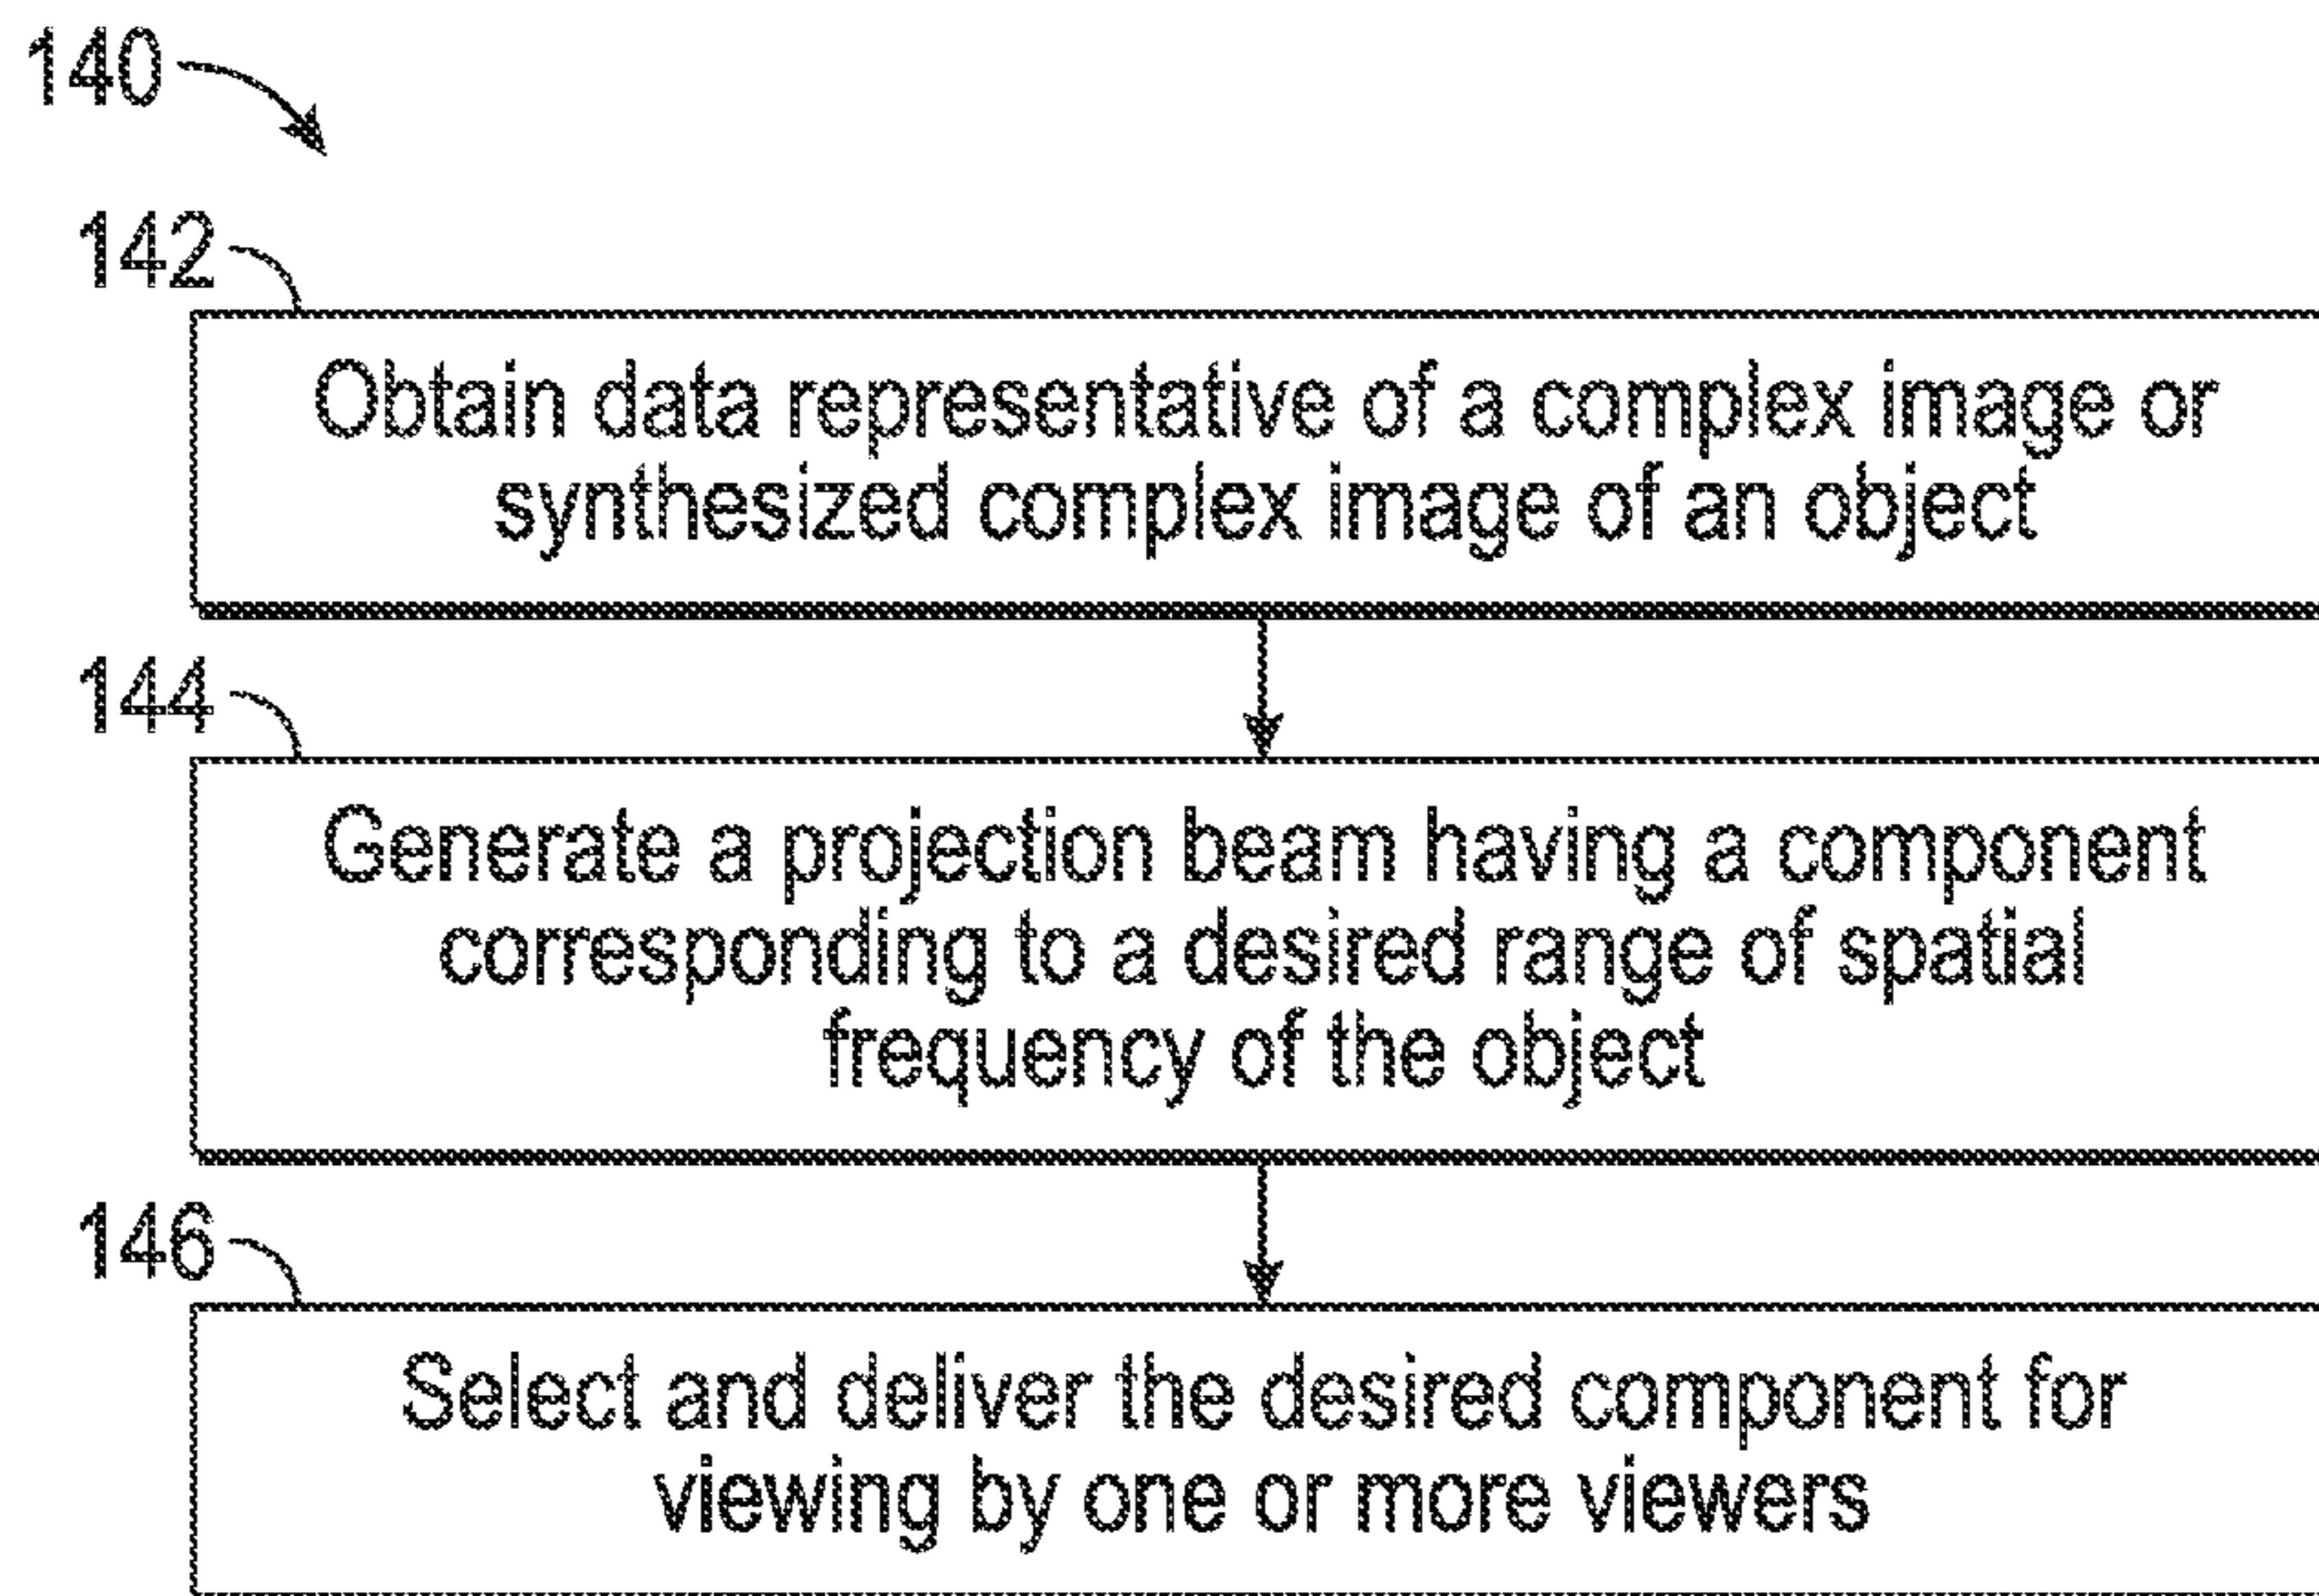 140
142
Obtain data representative of a complex image or
synthesized complex image of an object
144
Generate a projection beam having a component
corresponding to a desired range of spatial
frequency of the object
146
Select and deliver the desired component for
viewing by one or more viewers